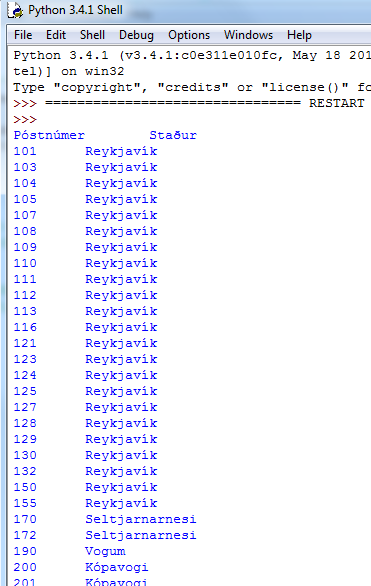 Python 3.4.1 Shell
File Edit Shell Debug Options Windows Help
Python 3.4.1 (v3.4.1:c0e311e010fc, May 18 201
tel)] on win32
Type "copyright", "credits" or "license()" fo
>>> ================================ RESTART
>>>
Póstnúmer Staður
101 Reykjavík
103 Reykjavík
104 Reykjavík
105 Reykjavík
107 Reykjavík
108 Reykjavík
109 Reykjavík
110 Reykjavík
111 Reykjavík
112 Reykjavík
113 Reykjavík
116 Reykjavík
121 Reykjavík
123 Reykjavík
124 Reykjavík
125 Reykjavík
127 Reykjavík
128 Reykjavík
129 Reykjavík
130 Reykjavík
132 Reykjavík
150 Reykjavík
155 Reykjavík
170 Seltjarnarnesi
172 Seltjarnarnesi
190 Vogum
200 Kópavogi
201 Kópavogi